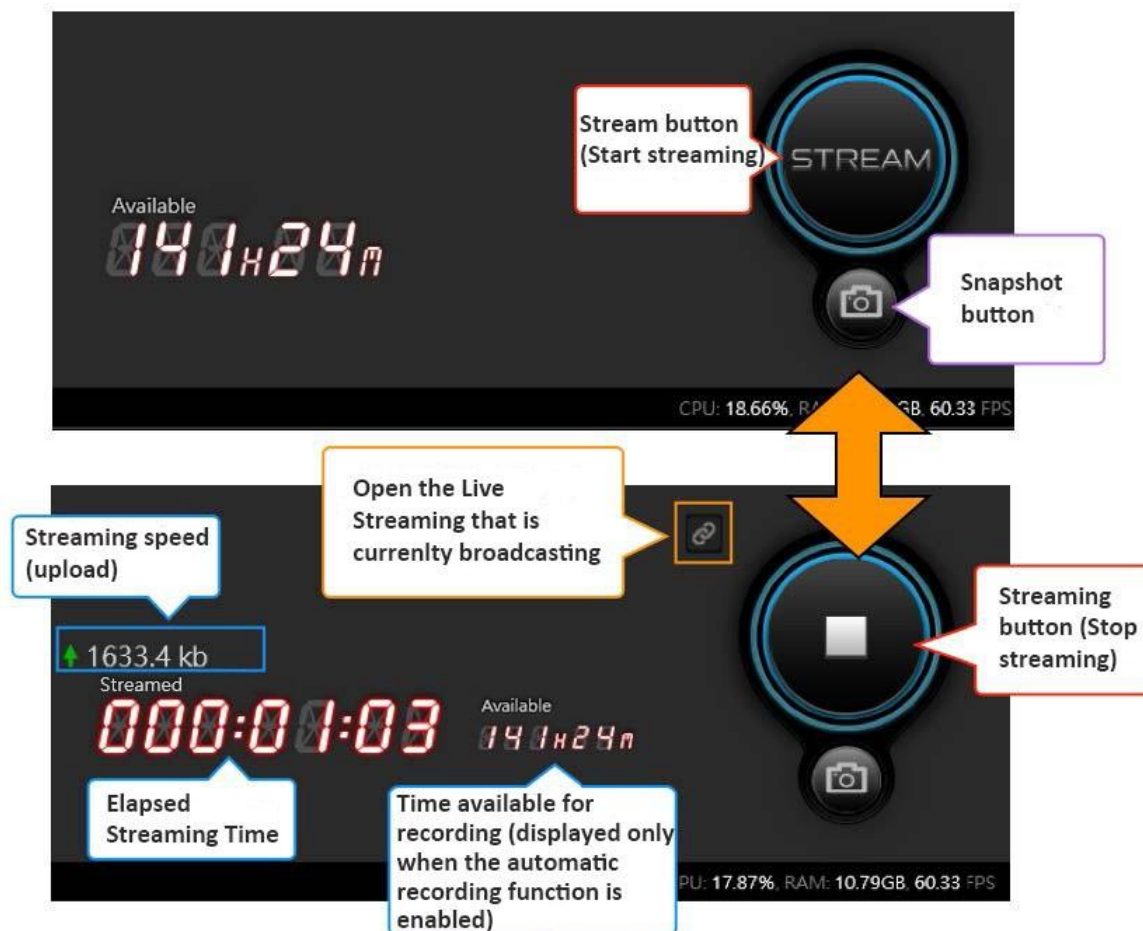 Stream button
(Start streaming)
STREAM
Available
141H24m
Snapshot
button
CPU: 18.66%, GB, 60.33 FPS
Open the Live
Streaming that is
currenlty broadcasting
Streaming speed
(upload)
1633.4 kb
Streamed
000:01:03
Available
141H24m
Streaming
button (Stop
streaming)
Elapsed
Streaming Time
Time available for
recording (displayed only
when the automatic
recording function is
enabled)
PU: 17.87%, RAM: 10.79GB, 60.33 FPS